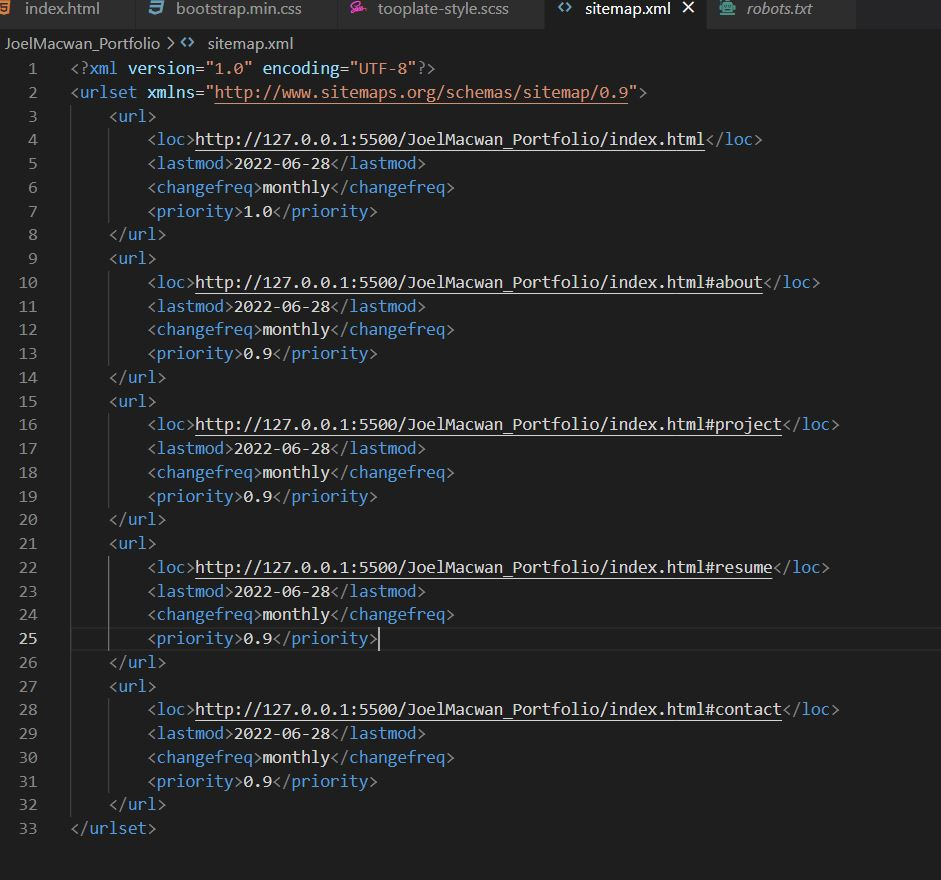 index.html bootstrap.min.css tooplate-style.scss sitemap.xml robots.txt
JoelMacwan_Portfolio > sitemap.xml
1 <?xml version="1.0" encoding="UTF-8"?>
2 <urlset xmlns="http://www.sitemaps.org/schemas/sitemap/0.9">
3 <url>
4 <loc>http://127.0.0.1:5500/JoelMacwan_Portfolio/index.html</loc>
5 <lastmod>2022-06-28</lastmod>
6 <changefreq>monthly</changefreq>
7 <priority>1.0</priority>
8 </url>
9 <url>
10 <loc>http://127.0.0.1:5500/JoelMacwan_Portfolio/index.html#about</loc>
11 <lastmod>2022-06-28</lastmod>
12 <changefreq>monthly</changefreq>
13 <priority>0.9</priority>
14 </url>
15 <url>
16 <loc>http://127.0.0.1:5500/JoelMacwan_Portfolio/index.html#project</loc>
17 <lastmod>2022-06-28</lastmod>
18 <changefreq>monthly</changefreq>
19 <priority>0.9</priority>
20 </url>
21 <url>
22 <loc>http://127.0.0.1:5500/JoelMacwan_Portfolio/index.html#resume</loc>
23 <lastmod>2022-06-28</lastmod>
24 <changefreq>monthly</changefreq>
25 <priority>0.9</priority>
26 </url>
27 <url>
28 <loc>http://127.0.0.1:5500/JoelMacwan_Portfolio/index.html#contact</loc>
29 <lastmod>2022-06-28</lastmod>
30 <changefreq>monthly</changefreq>
31 <priority>0.9</priority>
32 </url>
33 </urlset>